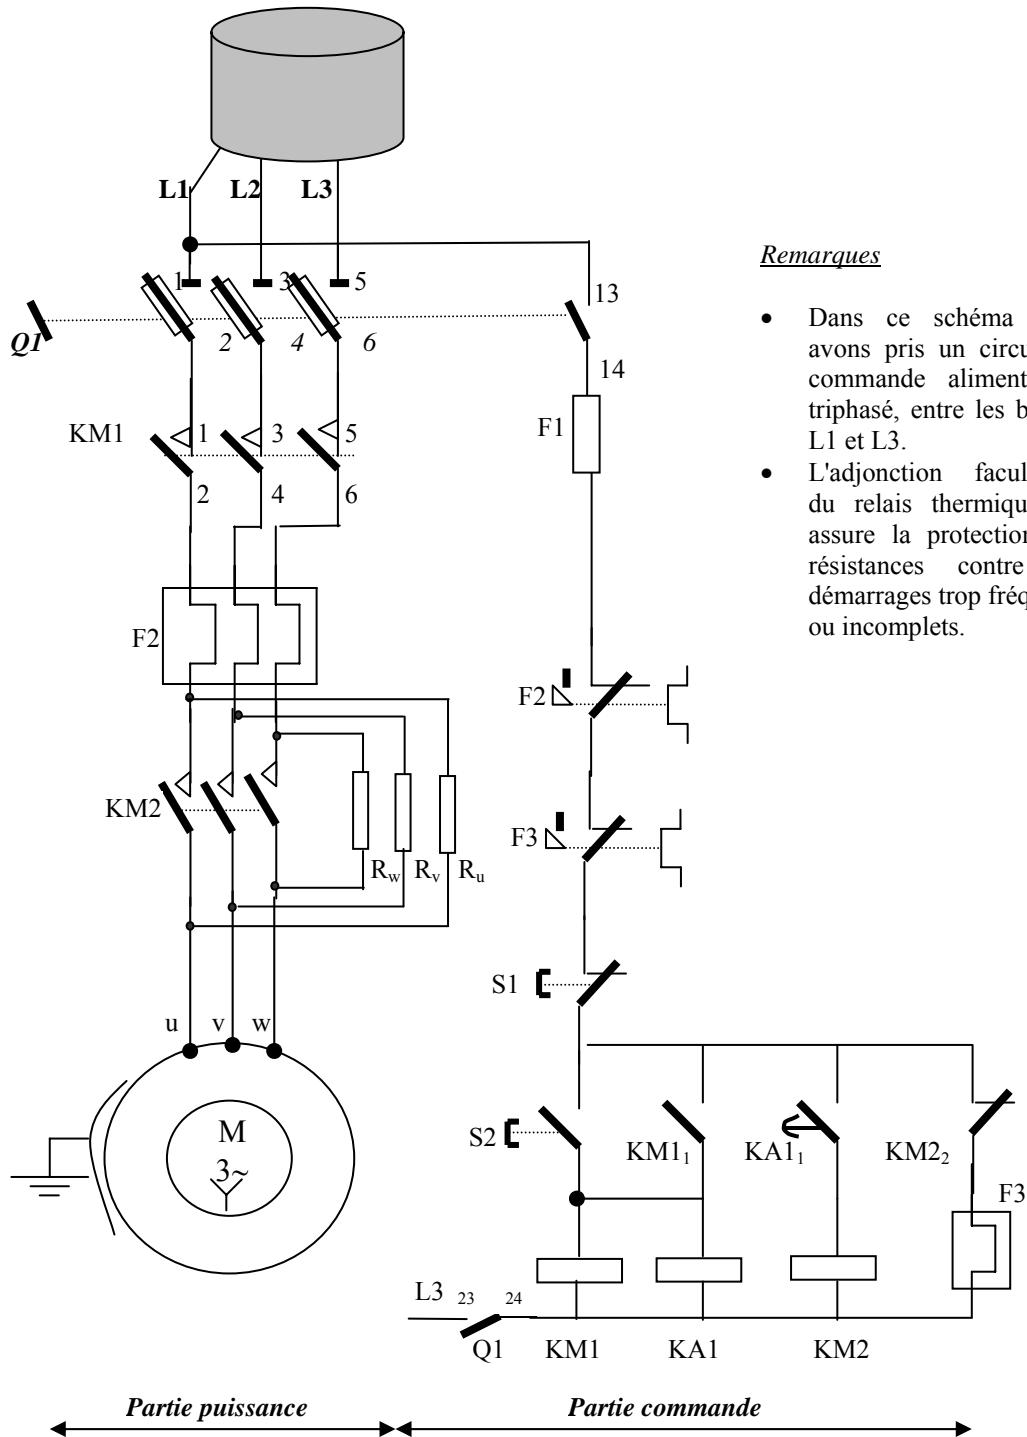 L1 L2 L3
Remarques
1 3 5 13
Q1 2 4 6
14
• Dans ce schéma
avons pris un circu
commande aliment
triphasé, entre les b
L1 et L3.
• L'adjonction facul
du relais thermiqu
assure la protection
résistances contre
démarrages trop fréq
ou incomplets.
KM1 1 3 5 F1
2 4 6
F2
F2
KM2
F3
Rw Rv Ru
S1
u v w
M
3~
S2 KM1₁ KA1₁ KM2₂
F3
L3 23 24
Q1 KM1 KA1 KM2
Partie puissance Partie commande